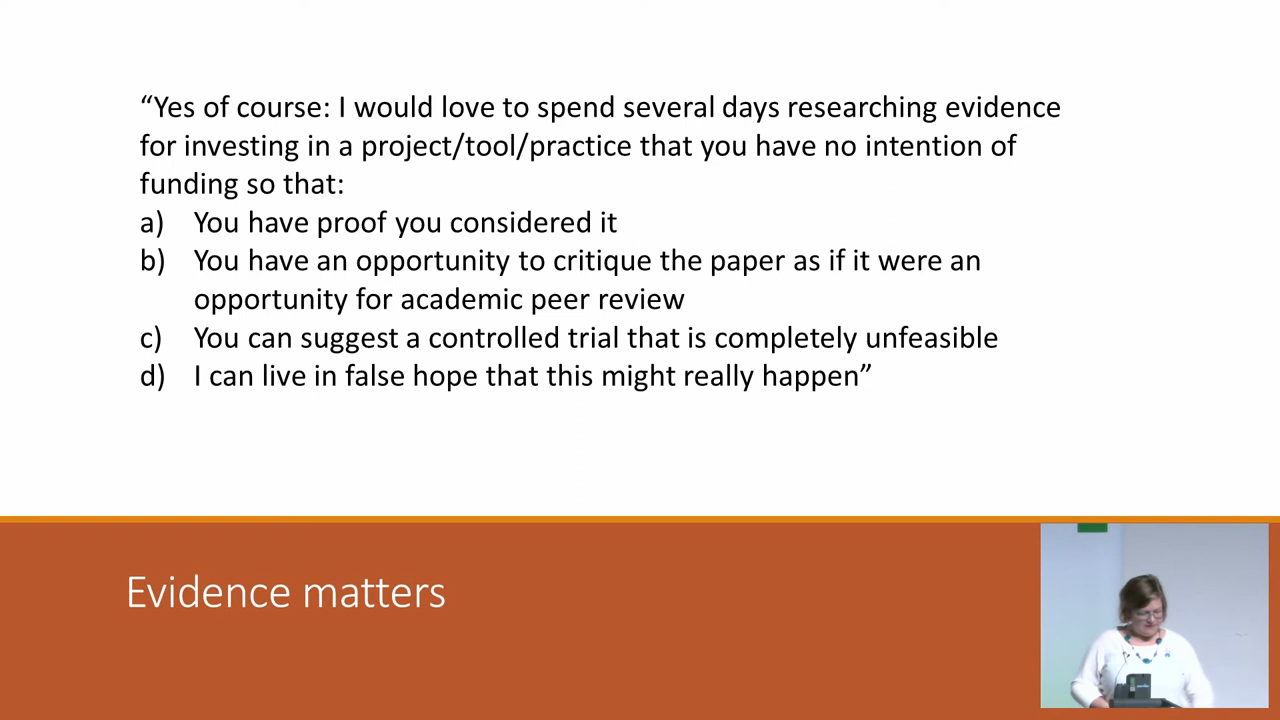 “Yes of course: I would love to spend several days researching evidence
for investing in a project/tool/practice that you have no intention of
funding so that:
a) You have proof you considered it
b) You have an opportunity to critique the paper as if it were an
opportunity for academic peer review
c) You can suggest a controlled trial that is completely unfeasible
d) I can live in false hope that this might really happen”
Evidence matters